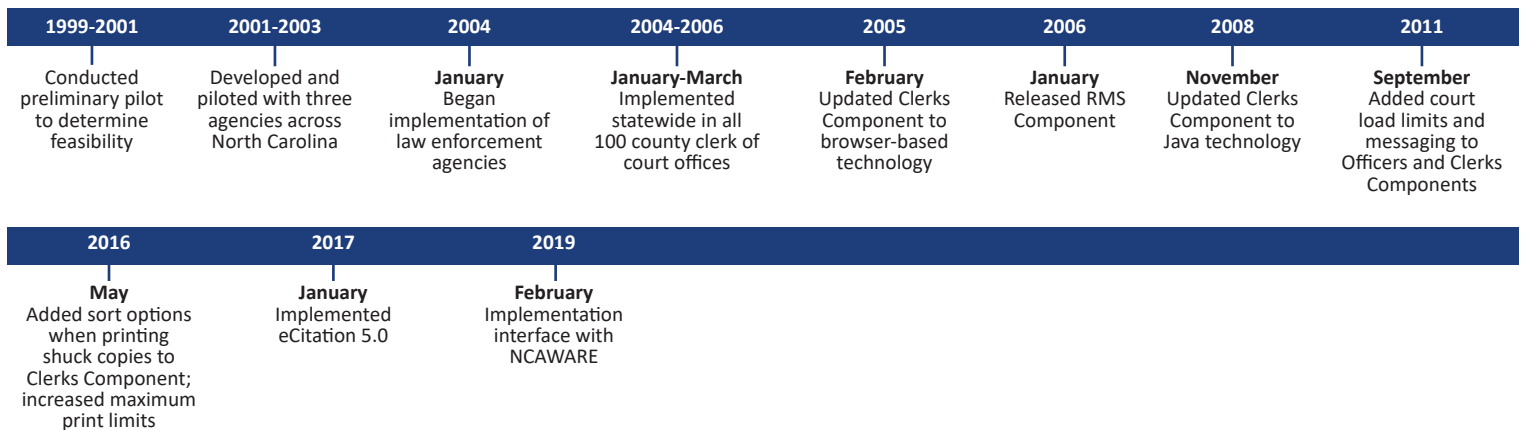 1999-2001
Conducted
preliminary pilot
to determine
feasibility
2001-2003
Developed and
piloted with three
agencies across
North Carolina
2004
January
Began
implementation of
law enforcement
agencies
2004-2006
January-March
Implemented
statewide in all
100 county clerk of
court offices
2005
February
Updated Clerks
Component to
browser-based
technology
2006
January
Released RMS
Component
2008
November
Updated Clerks
Component to
Java technology
2011
September
Added court
load limits and
messaging to
Officers and Clerks
Components
2016
May
Added sort options
when printing
shuck copies to
Clerks Component;
increased maximum
print limits
2017
January
Implemented
eCitation 5.0
2019
February
Implementation
interface with
NCAWARE